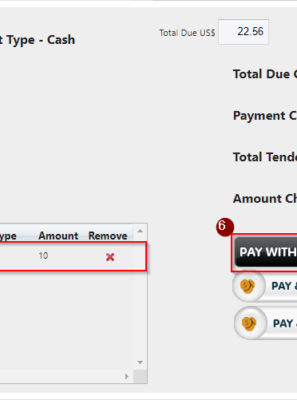 t Type - Cash
Total Due US$ 22.56
Total Due C
Payment C
Total Tende
Amount Ch
6
ype Amount Remove
10
PAY WITH
PAY &
PAY